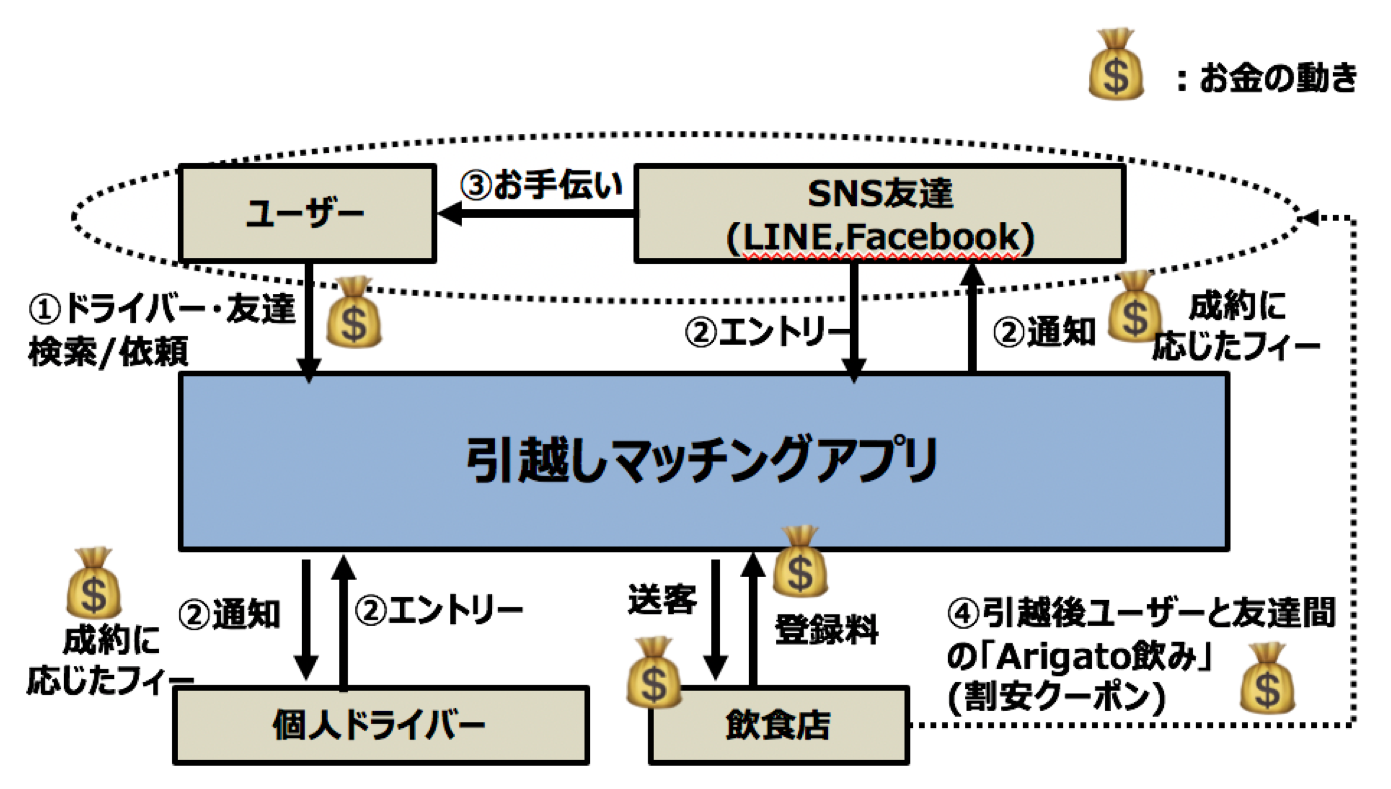 ：お金の動き
ユーザー
③お手伝い
SNS友達
(LINE,Facebook)
①ドライバー・友達
検索/依頼
②エントリー
②通知
成約に
応じたフィー
引越しマッチングアプリ
成約に
応じたフィー
②通知
②エントリー
送客
登録料
④引越後ユーザーと友達間
の「Arigato飲み」
(割安クーポン)
個人ドライバー
飲食店